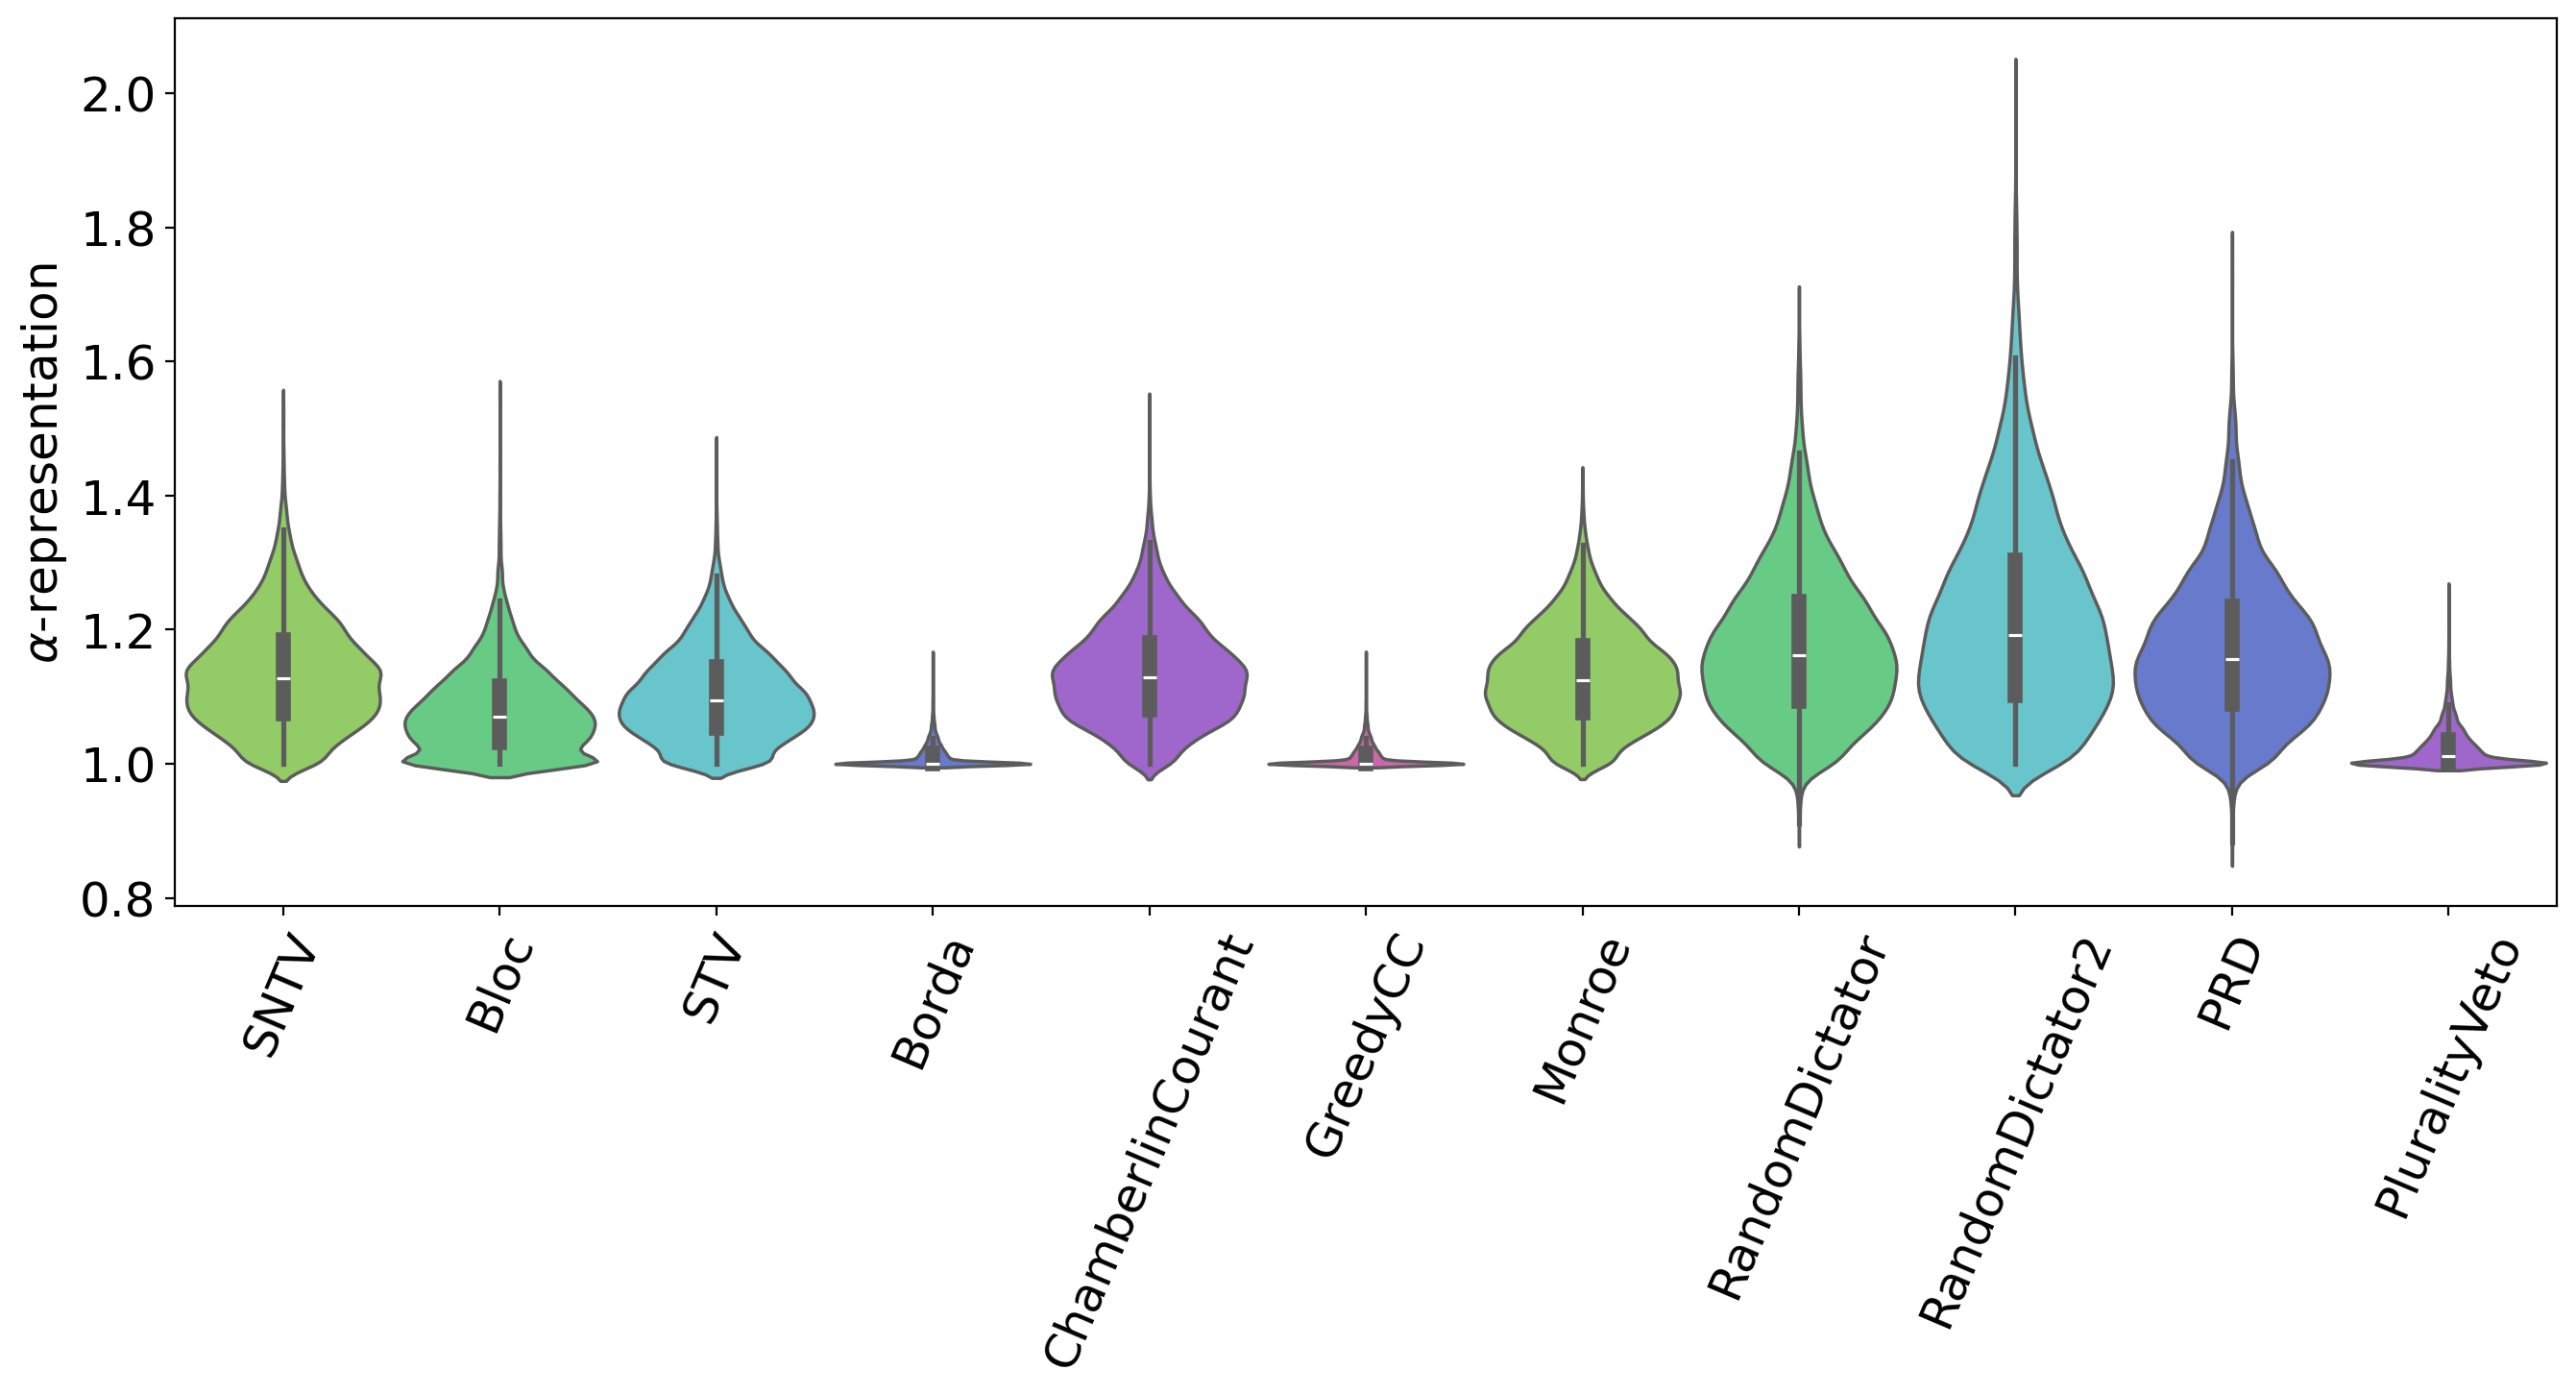 α-representation
2.0
1.8
1.6
1.4
1.2
1.0
0.8
SNTV
Bloc
STV
Borda
ChamberlinCourant
GreedyCC
Monroe
RandomDictator
RandomDictator2
PRD
PluralityVeto